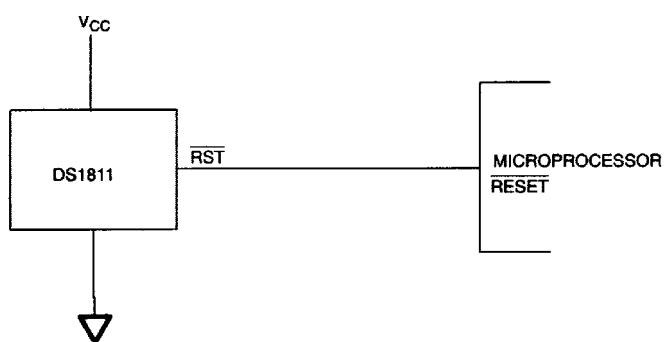 VCC
DS1811
RST
MICROPROCESSOR
RESET